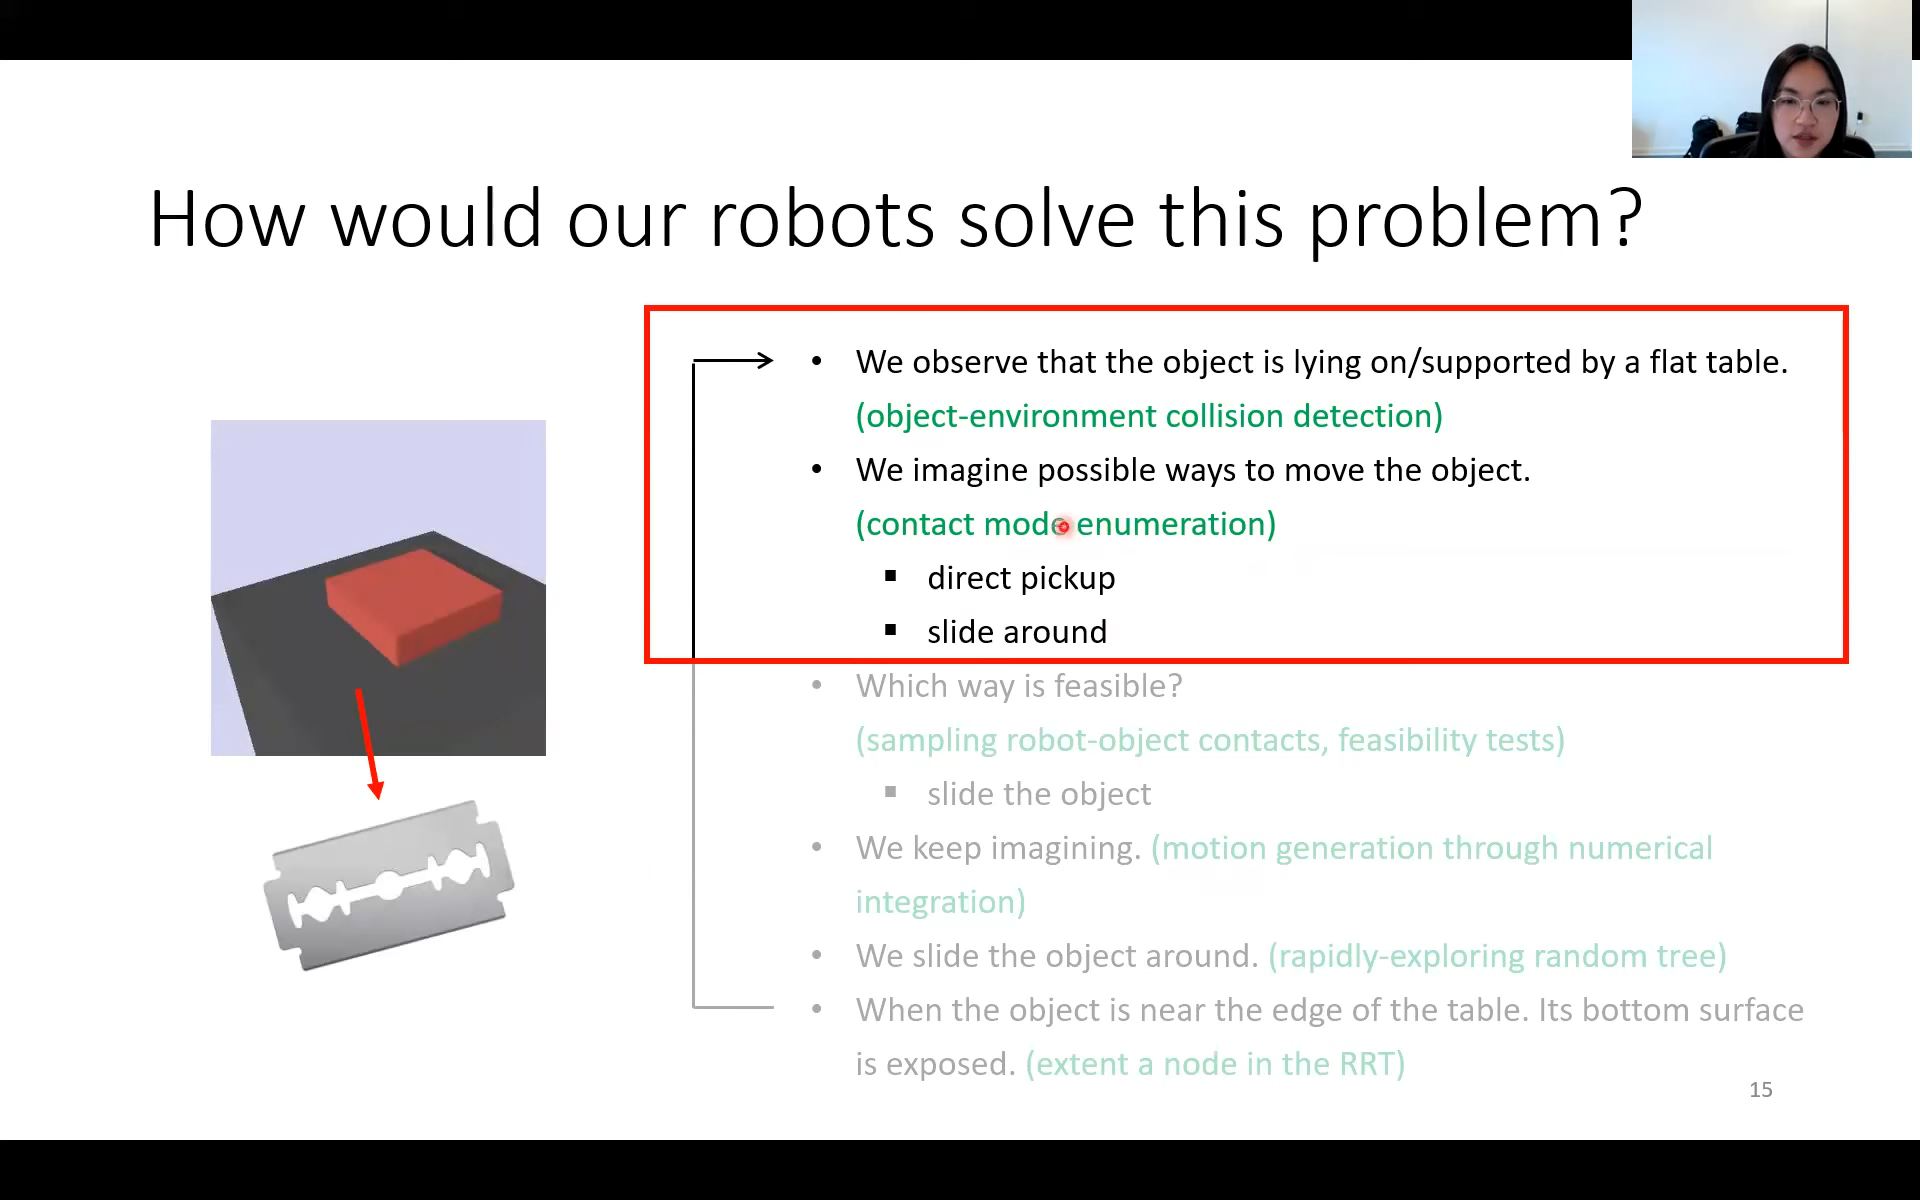 How would our robots solve this problem?
• We observe that the object is lying on/supported by a flat table.
(object-environment collision detection)
• We imagine possible ways to move the object.
(contact mode enumeration)
▪ direct pickup
▪ slide around
• Which way is feasible?
(sampling robot-object contacts, feasibility tests)
▪ slide the object
• We keep imagining. (motion generation through numerical
integration)
• We slide the object around. (rapidly-exploring random tree)
• When the object is near the edge of the table. Its bottom surface
is exposed. (extent a node in the RRT)
15